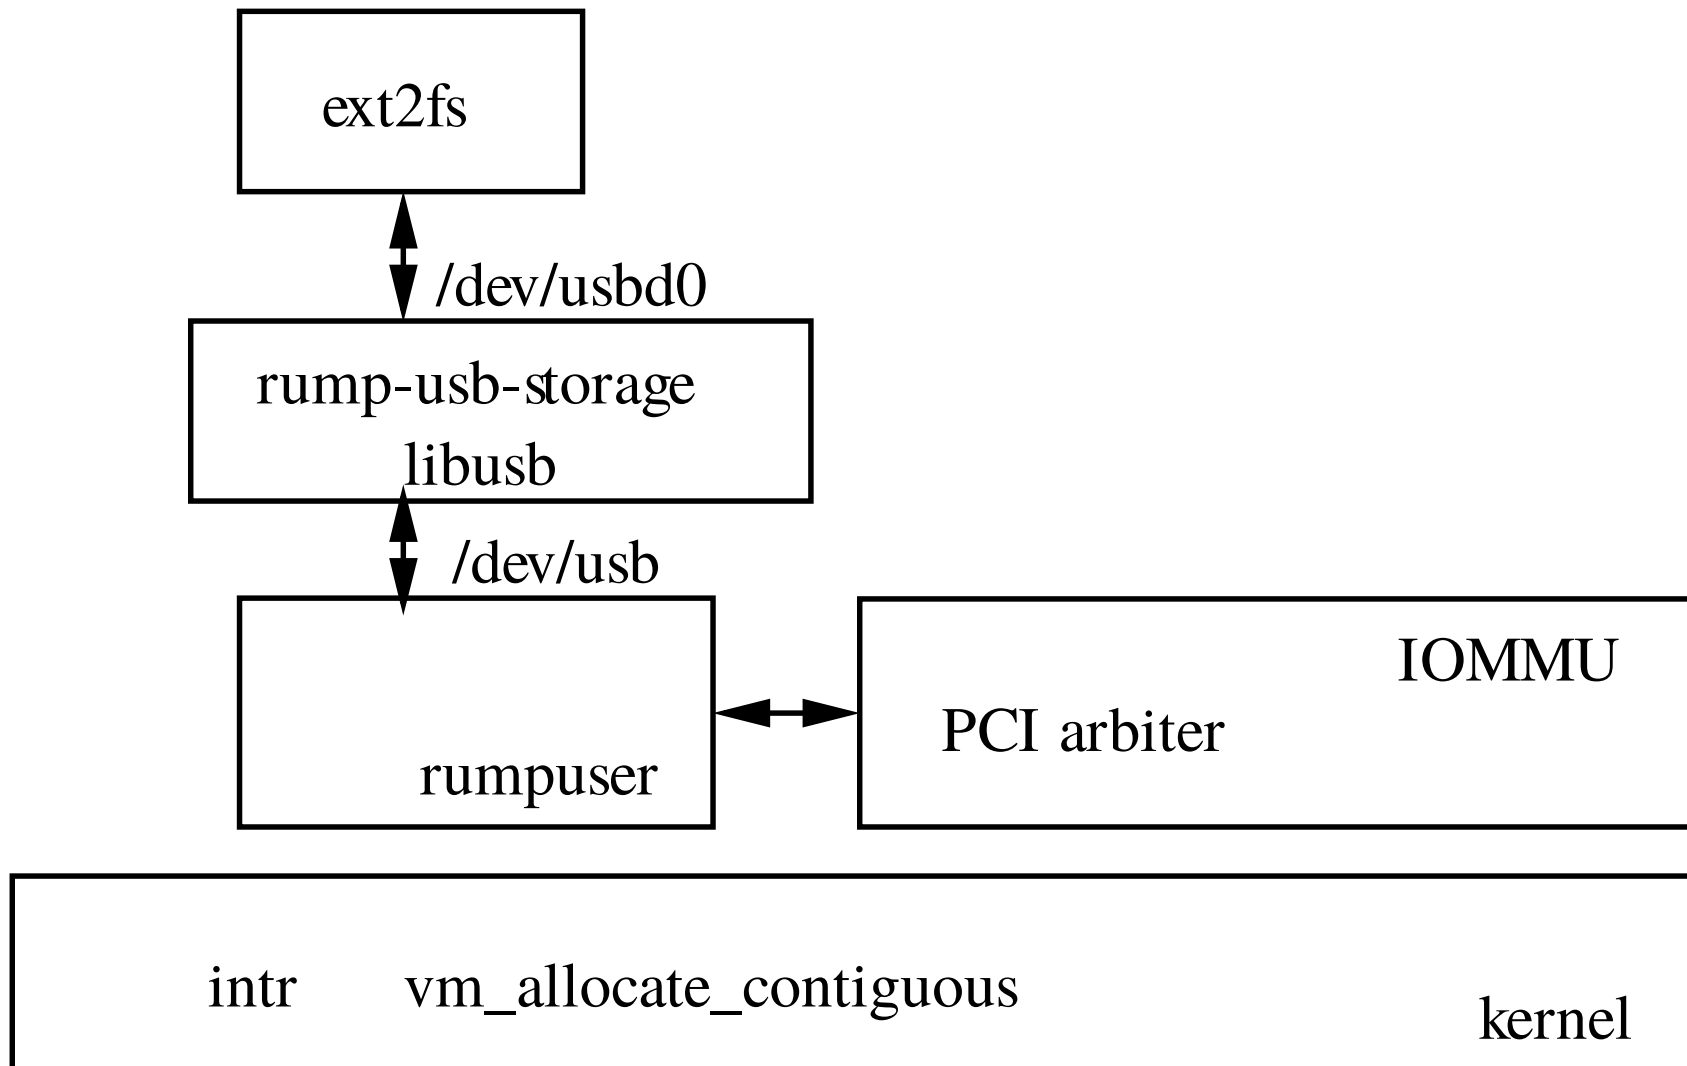 ext2fs
/dev/usbd0
rump-usb-storage
libusb
/dev/usb
IOMMU
PCI arbiter
rumpuser
intr vm_allocate_contiguous
kernel